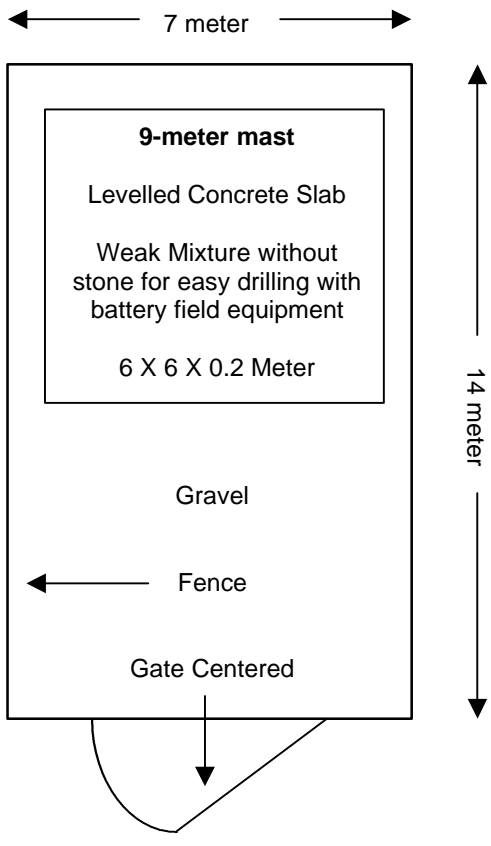 7 meter
9-meter mast
Levelled Concrete Slab
Weak Mixture without
stone for easy drilling with
battery field equipment
6 X 6 X 0.2 Meter
14 meter
Gravel
Fence
Gate Centered